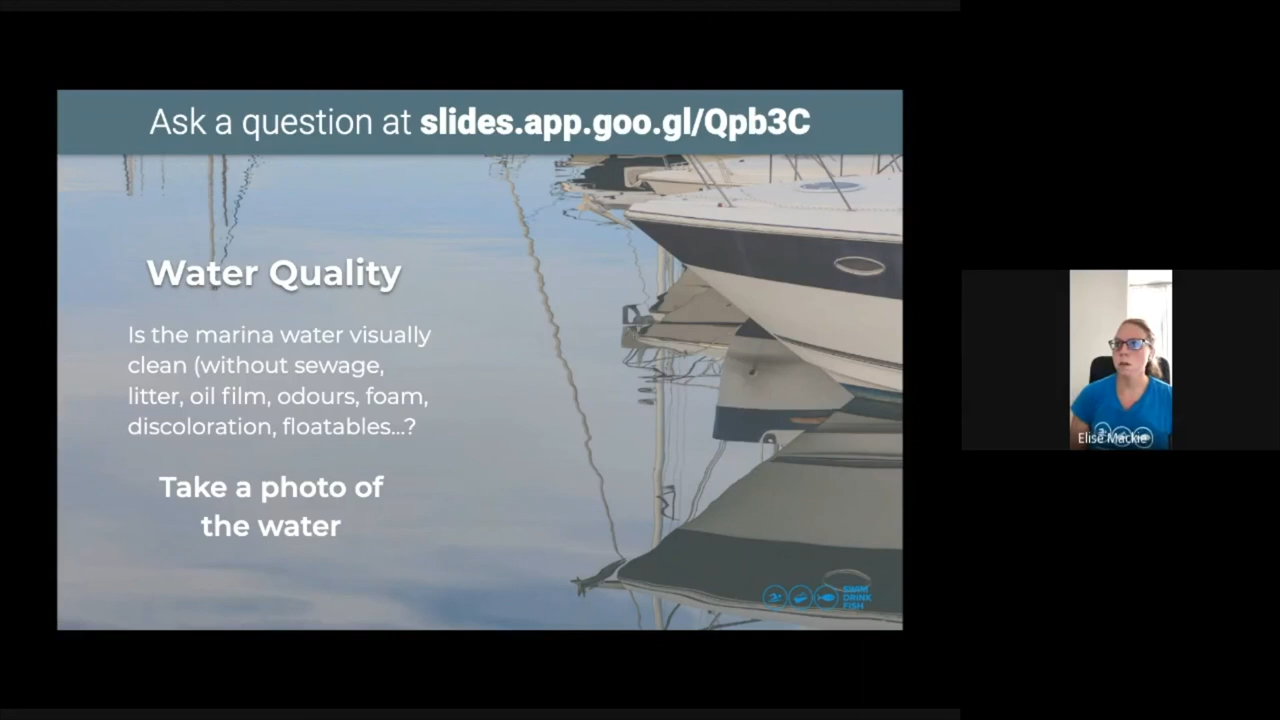 Ask a question at slides.app.goo.gl/Qpb3C
Water Quality
Is the marina water visually
clean (without sewage,
litter, oil film, odours, foam,
discoloration, floatables...?
Take a photo of
the water
SWIM
DRINK
FISH
Elise Mackie